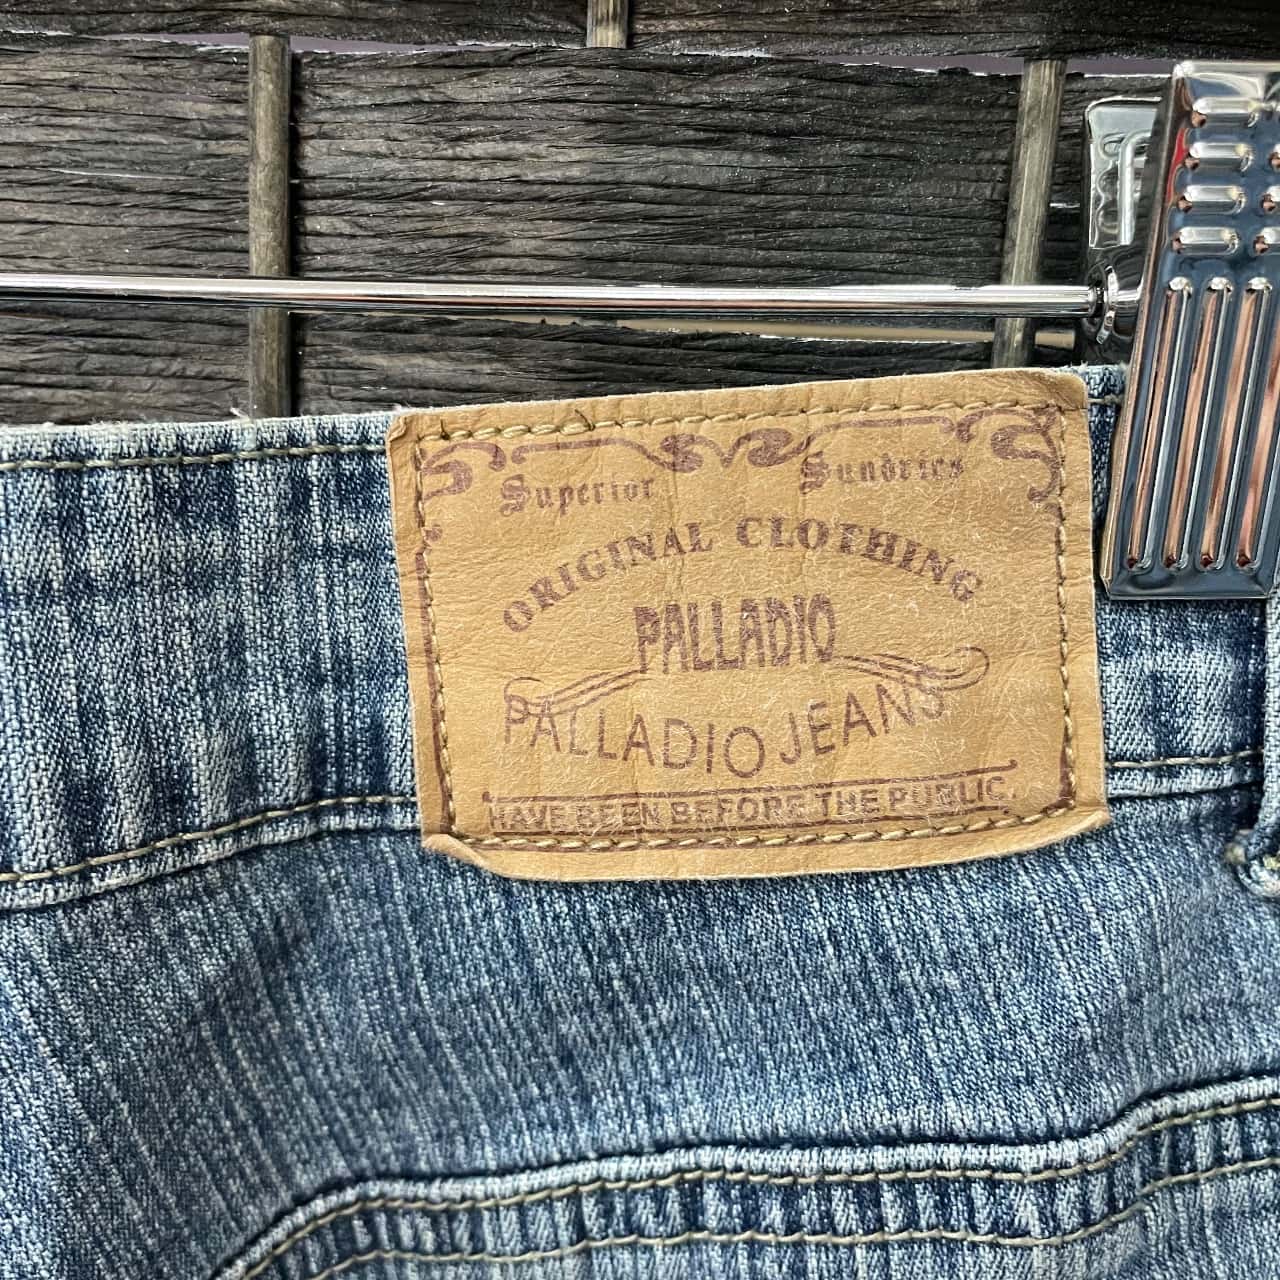 Superior Sundries
ORIGINAL CLOTHING
PALLADIO
PALLADIO JEANS
HAVE BEEN BEFORE THE PUBLIC.